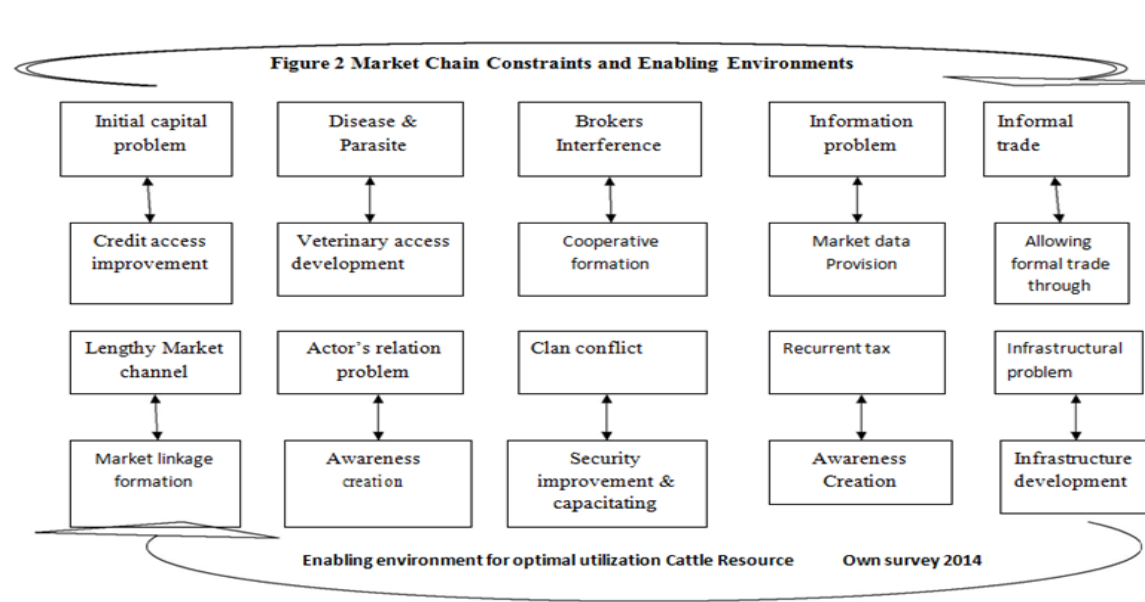 Figure 2 Market Chain Constraints and Enabling Environments
Initial capital
problem
Disease &
Parasite
Brokers
Interference
Information
problem
Informal
trade
Credit access
improvement
Veterinary access
development
Cooperative
formation
Market data
Provision
Allowing
formal trade
through
Lengthy Market
channel
Actor's relation
problem
Clan conflict
Recurrent tax
Infrastructural
problem
Market linkage
formation
Awareness
creation
Security
improvement &
capacitating
Awareness
Creation
Infrastructure
development
Enabling environment for optimal utilization Cattle Resource Own survey 2014